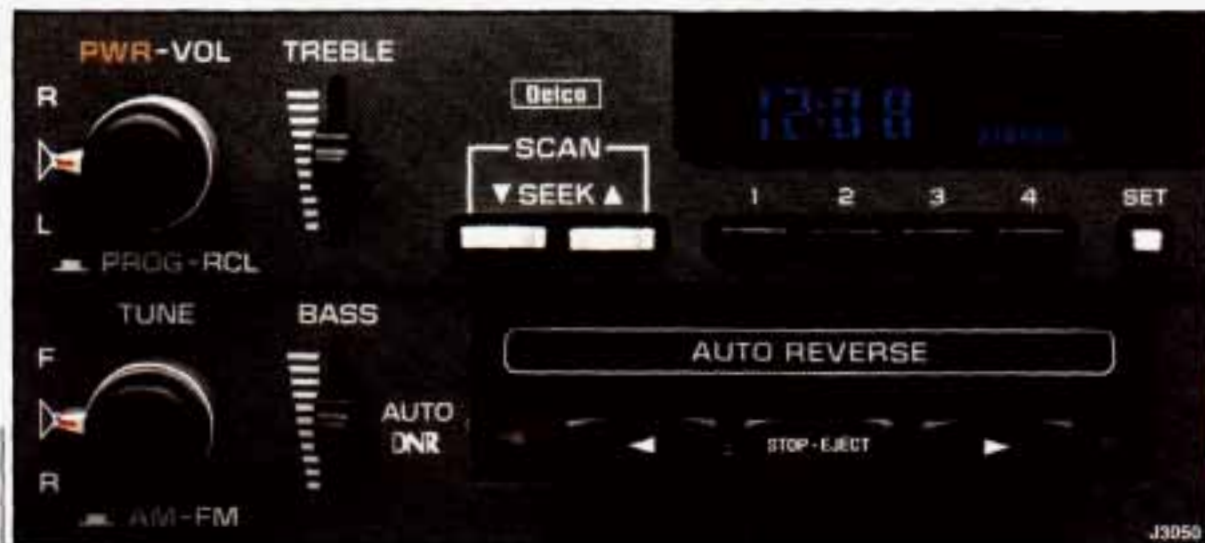 PWR-VOL
TREBLE
R
L
PROG-RCL
Delco
SCAN
▼ SEEK ▲
12:08
1 2 3 4 SET
TUNE
BASS
F
R
AM-FM
AUTO
DNR
AUTO REVERSE
◄ STOP-EJECT ►
J3050